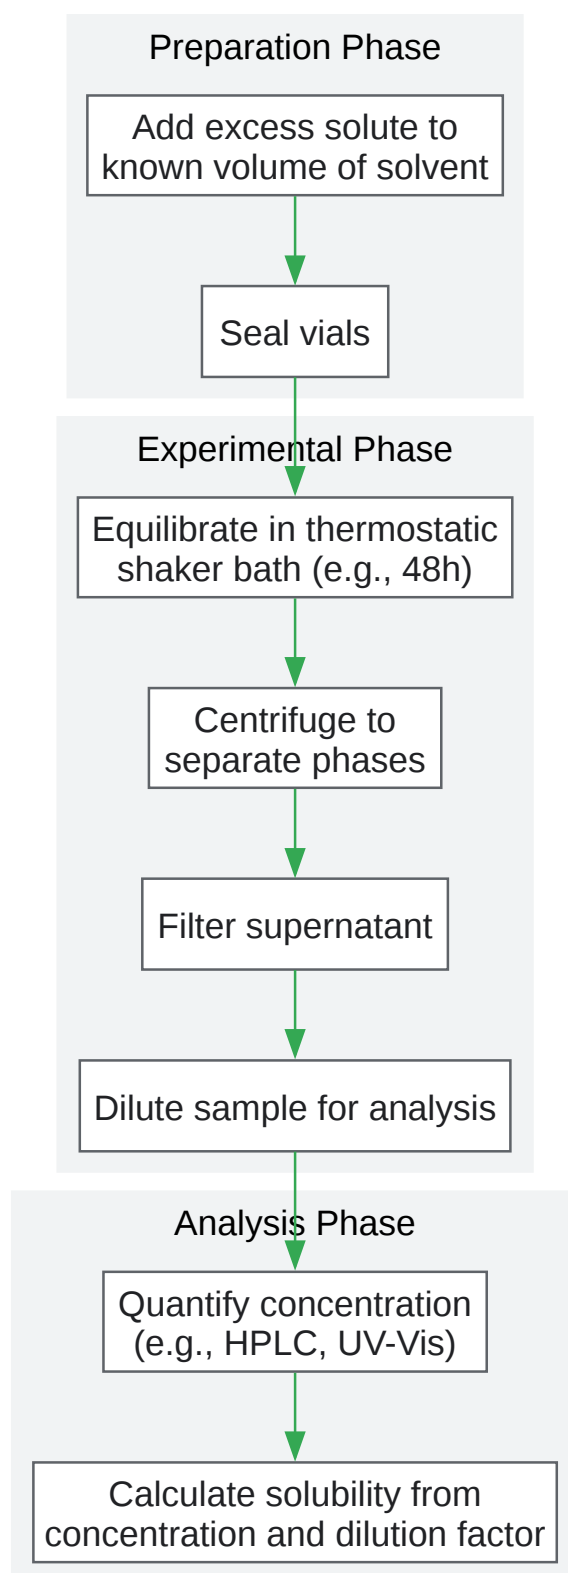 Preparation Phase
Add excess solute to
known volume of solvent
Seal vials
Experimental Phase
Equilibrate in thermostatic
shaker bath (e.g., 48h)
Centrifuge to
separate phases
Filter supernatant
Dilute sample for analysis
Analysis Phase
Quantify concentration
(e.g., HPLC, UV-Vis)
Calculate solubility from
concentration and dilution factor